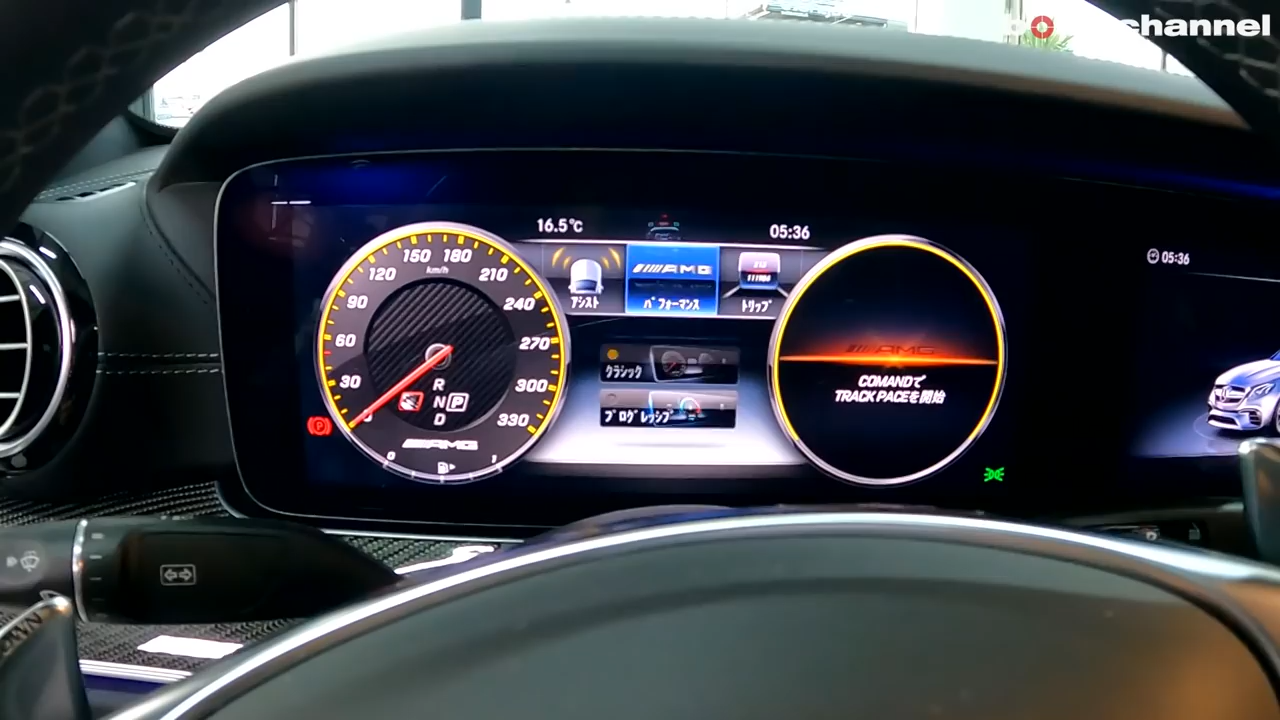 channel
16.5℃
05:36
05:36
150 180
120
210
km/h
90
240
60
270
30
300
330
R
N P
D
AMG
0
1
P
アシスト
AMG
パフォーマンス
トリップ
クラシック
プログレッシブ
AMG
COMANDで
TRACK PACEを開始
DOWN